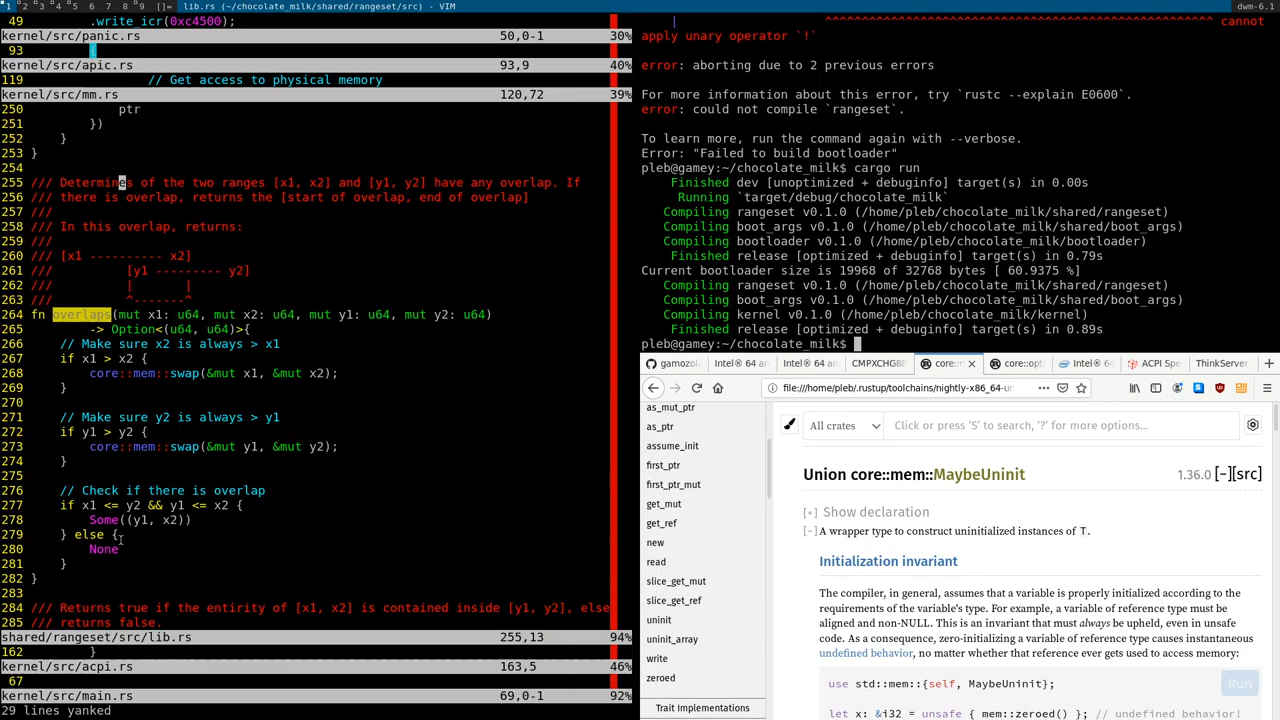 1 2 3 4 5 6 7 8 9 []= lib.rs (~/chocolate_milk/shared/rangeset/src) - VIM
dwm-6.1
49 .write_icr(0xc4500);
kernel/src/panic.rs 50,0-1 30%
93 {
kernel/src/apic.rs 93,9 40%
119 // Get access to physical memory
kernel/src/mm.rs 120,72 39%
250 ptr
251 })
252 }
253 }
254
255 /// Determines of the two ranges [x1, x2] and [y1, y2] have any overlap. If
256 /// there is overlap, returns the [start of overlap, end of overlap]
257 ///
258 /// In this overlap, returns:
259 ///
260 /// [x1 ---------- x2]
261 /// [y1 --------- y2]
262 /// | |
263 /// ^-------^
264 fn overlaps(mut x1: u64, mut x2: u64, mut y1: u64, mut y2: u64)
265 -> Option<(u64, u64)>{
266 // Make sure x2 is always > x1
267 if x1 > x2 {
268 core::mem::swap(&mut x1, &mut x2);
269 }
270
271 // Make sure y2 is always > y1
272 if y1 > y2 {
273 core::mem::swap(&mut y1, &mut y2);
274 }
275
276 // Check if there is overlap
277 if x1 <= y2 && y1 <= x2 {
278 Some((y1, x2))
279 } else {
280 None
281 }
282 }
283
284 /// Returns true if the entirity of [x1, x2] is contained inside [y1, y2], else
285 /// returns false.
shared/rangeset/src/lib.rs 255,13 94%
162 }
kernel/src/acpi.rs 163,5 46%
67
kernel/src/main.rs 69,0-1 92%
29 lines yanked
| ^^^^^^^^^^^^^^^^^^^^^^^^^^^^^^^^^^^^^^^^^^^^^^^^^^^^ cannot
apply unary operator `!`
error: aborting due to 2 previous errors
For more information about this error, try `rustc --explain E0600`.
error: could not compile `rangeset`.
To learn more, run the command again with --verbose.
Error: "Failed to build bootloader"
pleb@gamey:~/chocolate_milk$ cargo run
Finished dev [unoptimized + debuginfo] target(s) in 0.00s
Running `target/debug/chocolate_milk`
Compiling rangeset v0.1.0 (/home/pleb/chocolate_milk/shared/rangeset)
Compiling boot_args v0.1.0 (/home/pleb/chocolate_milk/shared/boot_args)
Compiling bootloader v0.1.0 (/home/pleb/chocolate_milk/bootloader)
Finished release [optimized + debuginfo] target(s) in 0.79s
Current bootloader size is 19968 of 32768 bytes [ 60.9375 %]
Compiling rangeset v0.1.0 (/home/pleb/chocolate_milk/shared/rangeset)
Compiling boot_args v0.1.0 (/home/pleb/chocolate_milk/shared/boot_args)
Compiling kernel v0.1.0 (/home/pleb/chocolate_milk/kernel)
Finished release [optimized + debuginfo] target(s) in 0.89s
pleb@gamey:~/chocolate_milk$
gamozol Intel® 64 an Intel® 64 an CMPXCHG8B core::m core::opt Intel® 6 ACPI Spe ThinkServer
file:///home/pleb/.rustup/toolchains/nightly-x86_64-un
as_mut_ptr
as_ptr
assume_init
first_ptr
first_ptr_mut
get_mut
get_ref
new
read
slice_get_mut
slice_get_ref
uninit
uninit_array
write
zeroed
Trait Implementations
All crates Click or press 'S' to search, '?' for more options...
Union core::mem::MaybeUninit 1.36.0 [-][src]
[+] Show declaration
[-] A wrapper type to construct uninitialized instances of T.
Initialization invariant
The compiler, in general, assumes that a variable is properly initialized according to the
requirements of the variable's type. For example, a variable of reference type must be
aligned and non-NULL. This is an invariant that must always be upheld, even in unsafe
code. As a consequence, zero-initializing a variable of reference type causes instantaneous
undefined behavior, no matter whether that reference ever gets used to access memory:
use std::mem::{self, MaybeUninit};
Run
let x: &i32 = unsafe { mem::zeroed() }; // undefined behavior!